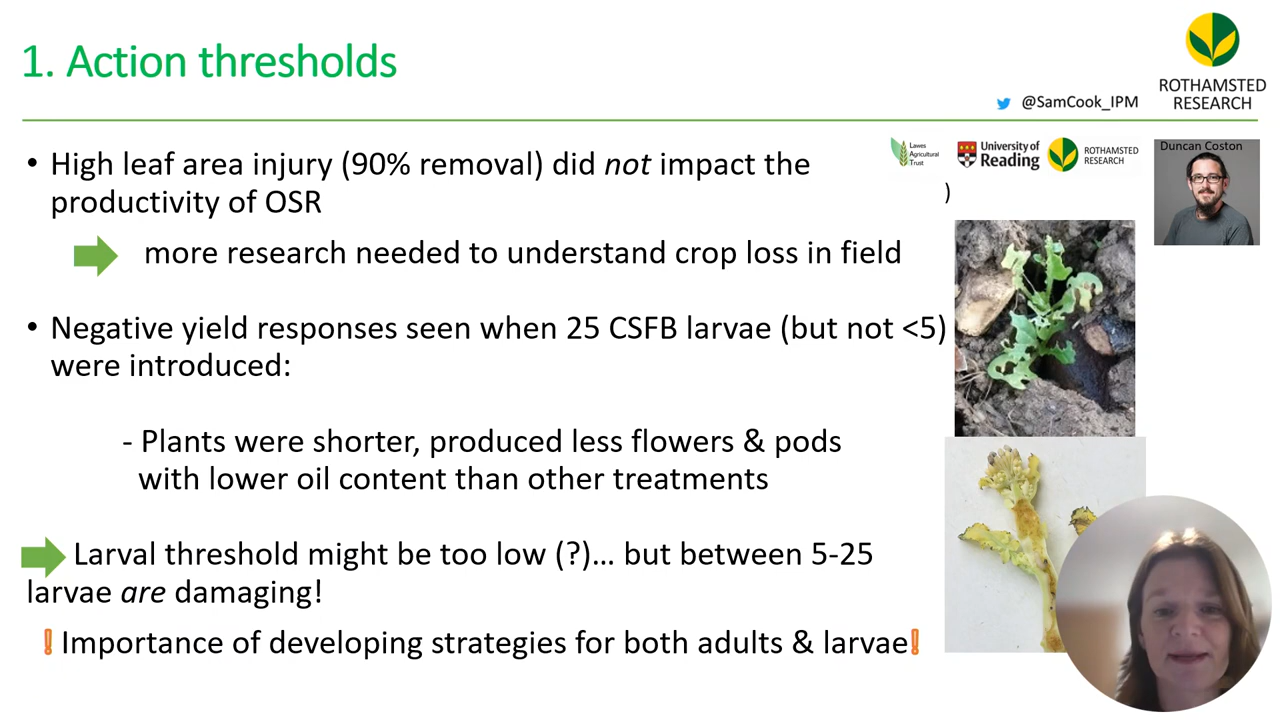 1. Action thresholds
@SamCook_IPM
ROTHAMSTED
RESEARCH
• High leaf area injury (90% removal) did not impact the
productivity of OSR
more research needed to understand crop loss in field
• Negative yield responses seen when 25 CSFB larvae (but not <5)
were introduced:
- Plants were shorter, produced less flowers & pods
with lower oil content than other treatments
Larval threshold might be too low (?)... but between 5-25
larvae are damaging!
! Importance of developing strategies for both adults & larvae!
Lawes
Agricultural
Trust
University of
Reading
ROTHAMSTED
RESEARCH
Duncan Coston
)